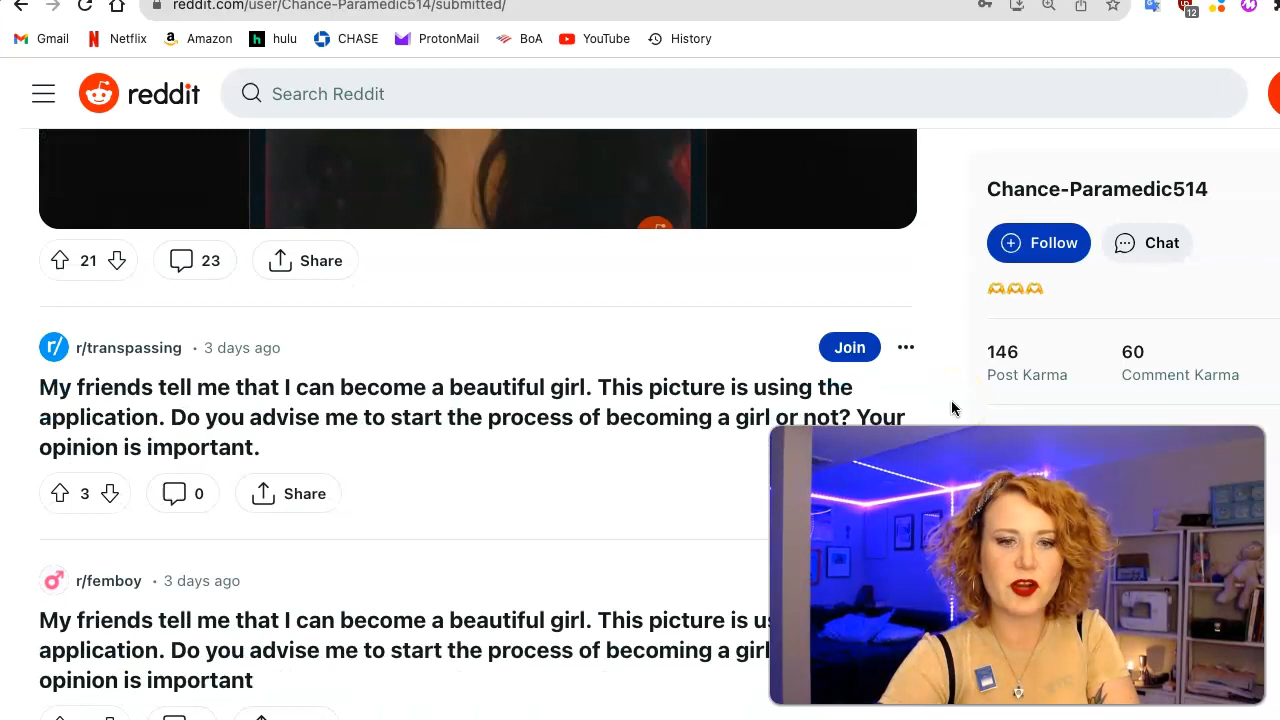 reddit.com/user/Chance-Paramedic514/submitted/
12
Gmail Netflix Amazon hulu CHASE ProtonMail BoA YouTube History
reddit Search Reddit
Chance-Paramedic514
Follow Chat
146 60
Post Karma Comment Karma
21 23 Share
r/ r/transpassing • 3 days ago Join
My friends tell me that I can become a beautiful girl. This picture is using the
application. Do you advise me to start the process of becoming a girl or not? Your
opinion is important.
3 0 Share
r/femboy • 3 days ago
My friends tell me that I can become a beautiful girl. This picture is
application. Do you advise me to start the process of becoming a girl
opinion is important